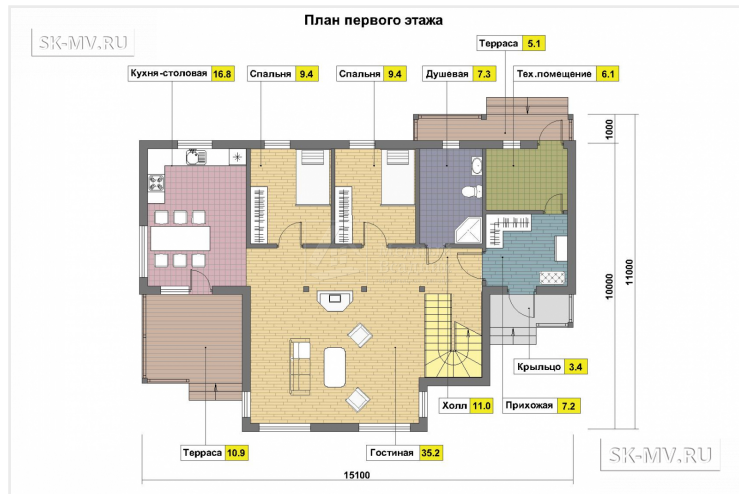 План первого этажа
SK-MV.RU
Терраса 5.1
Кухня-столовая 16.8
Спальня 9.4
Спальня 9.4
Душевая 7.3
Тех.помещение 6.1
1000
10000
11000
Крыльцо 3.4
Холл 11.0
Прихожая 7.2
Терраса 10.9
Гостиная 35.2
SK-MV.RU
15100